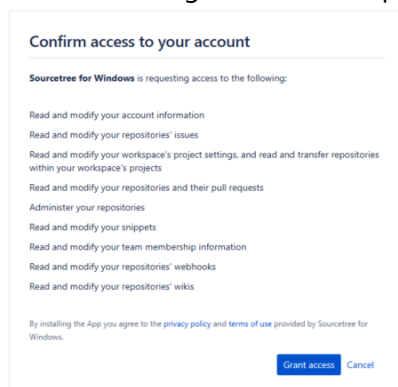 Confirm access to your account
Sourcetree for Windows is requesting access to the following:
Read and modify your account information
Read and modify your repositories' issues
Read and modify your workspace's project settings, and read and transfer repositories
within your workspace's projects
Read and modify your repositories and their pull requests
Administer your repositories
Read and modify your snippets
Read and modify your team membership information
Read and modify your repositories' webhooks
Read and modify your repositories' wikis
By installing the App you agree to the privacy policy and terms of use provided by Sourcetree for
Windows.
Grant access Cancel